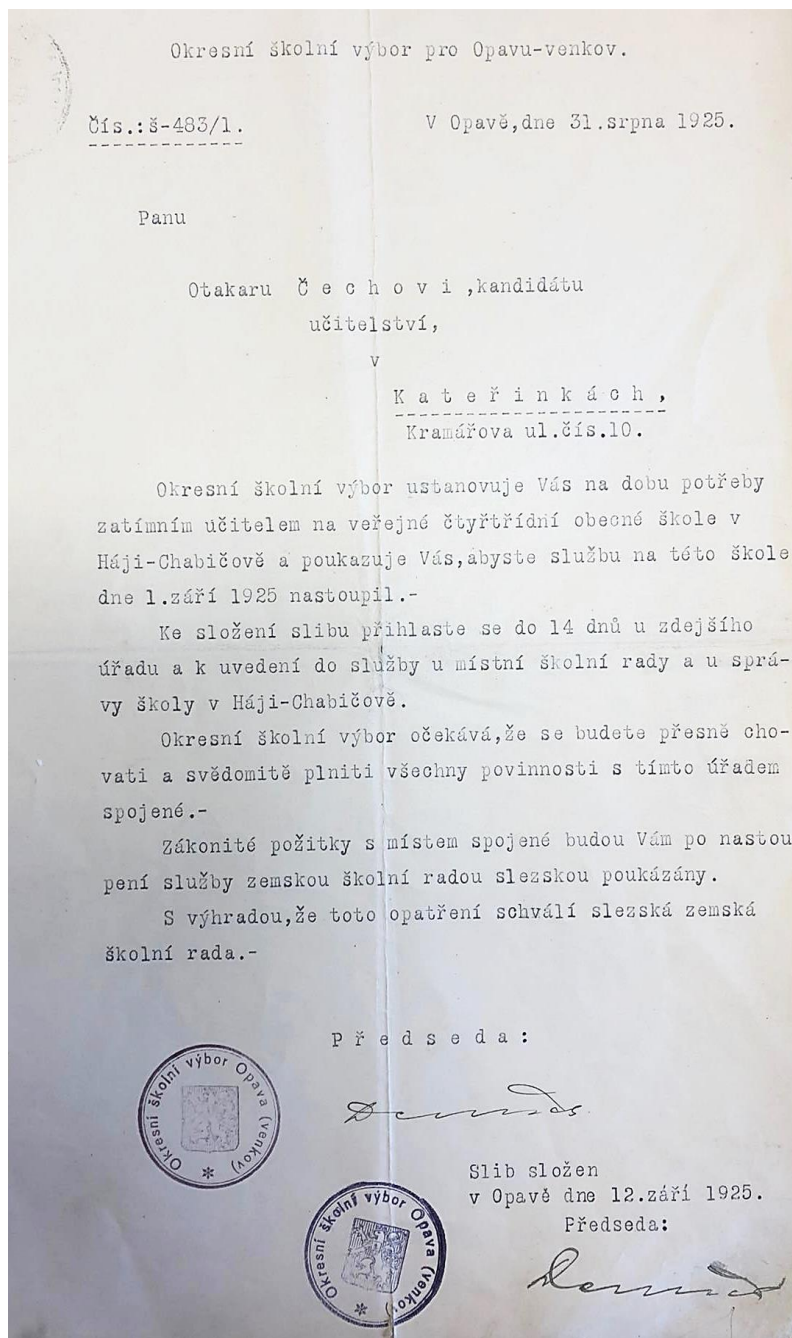 Okresní školní výbor pro Opavu-venkov.
Čís.:š-483/1.
V Opavě,dne 31.srpna 1925.
Panu
Otakaru Č e c h o v i ,kandidátu
učitelství,
v
K a t e ř i n k á c h ,
Kramářova ul.čís.10.
Okresní školní výbor ustanovuje Vás na dobu potřeby
zatímním učitelem na veřejné čtyřtřídní obecné škole v
Háji-Chabičově a poukazuje Vás,abyste službu na této škole
dne 1.září 1925 nastoupil.-
Ke složení slibu přihlaste se do 14 dnů u zdejšího
úřadu a k uvedení do služby u místní školní rady a u sprá-
vy školy v Háji-Chabičově.
Okresní školní výbor očekává,že se budete přesně cho-
vati a svědomitě plniti všechny povinnosti s tímto úřadem
spojené.-
Zákonité požitky s místem spojené budou Vám po nastou
pení služby zemskou školní radou slezskou poukázány.
S výhradou,že toto opatření schválí slezská zemská
školní rada.-
P ř e d s e d a :
Okresní školní výbor Opava (venkov)
Slib složen
v Opavě dne 12.září 1925.
Předseda:
Okresní školní výbor Opava (venkov)